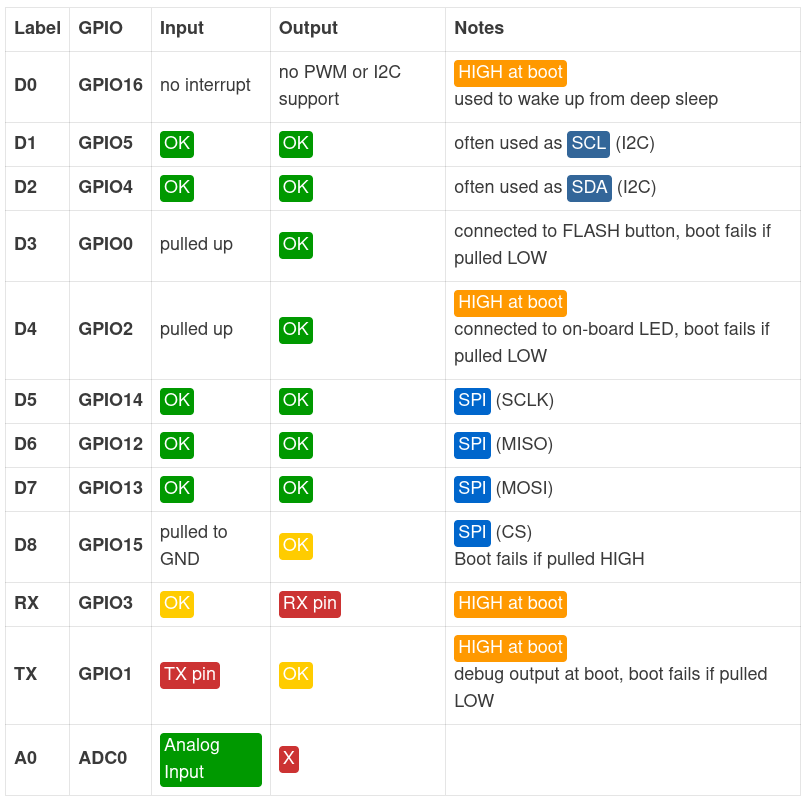 Label GPIO Input Output Notes
D0 GPIO16 no interrupt no PWM or I2C support HIGH at boot used to wake up from deep sleep
D1 GPIO5 OK OK often used as SCL (I2C)
D2 GPIO4 OK OK often used as SDA (I2C)
D3 GPIO0 pulled up OK connected to FLASH button, boot fails if pulled LOW
D4 GPIO2 pulled up OK HIGH at boot connected to on-board LED, boot fails if pulled LOW
D5 GPIO14 OK OK SPI (SCLK)
D6 GPIO12 OK OK SPI (MISO)
D7 GPIO13 OK OK SPI (MOSI)
D8 GPIO15 pulled to GND OK SPI (CS) Boot fails if pulled HIGH
RX GPIO3 OK RX pin HIGH at boot
TX GPIO1 TX pin OK HIGH at boot debug output at boot, boot fails if pulled LOW
A0 ADC0 Analog Input X